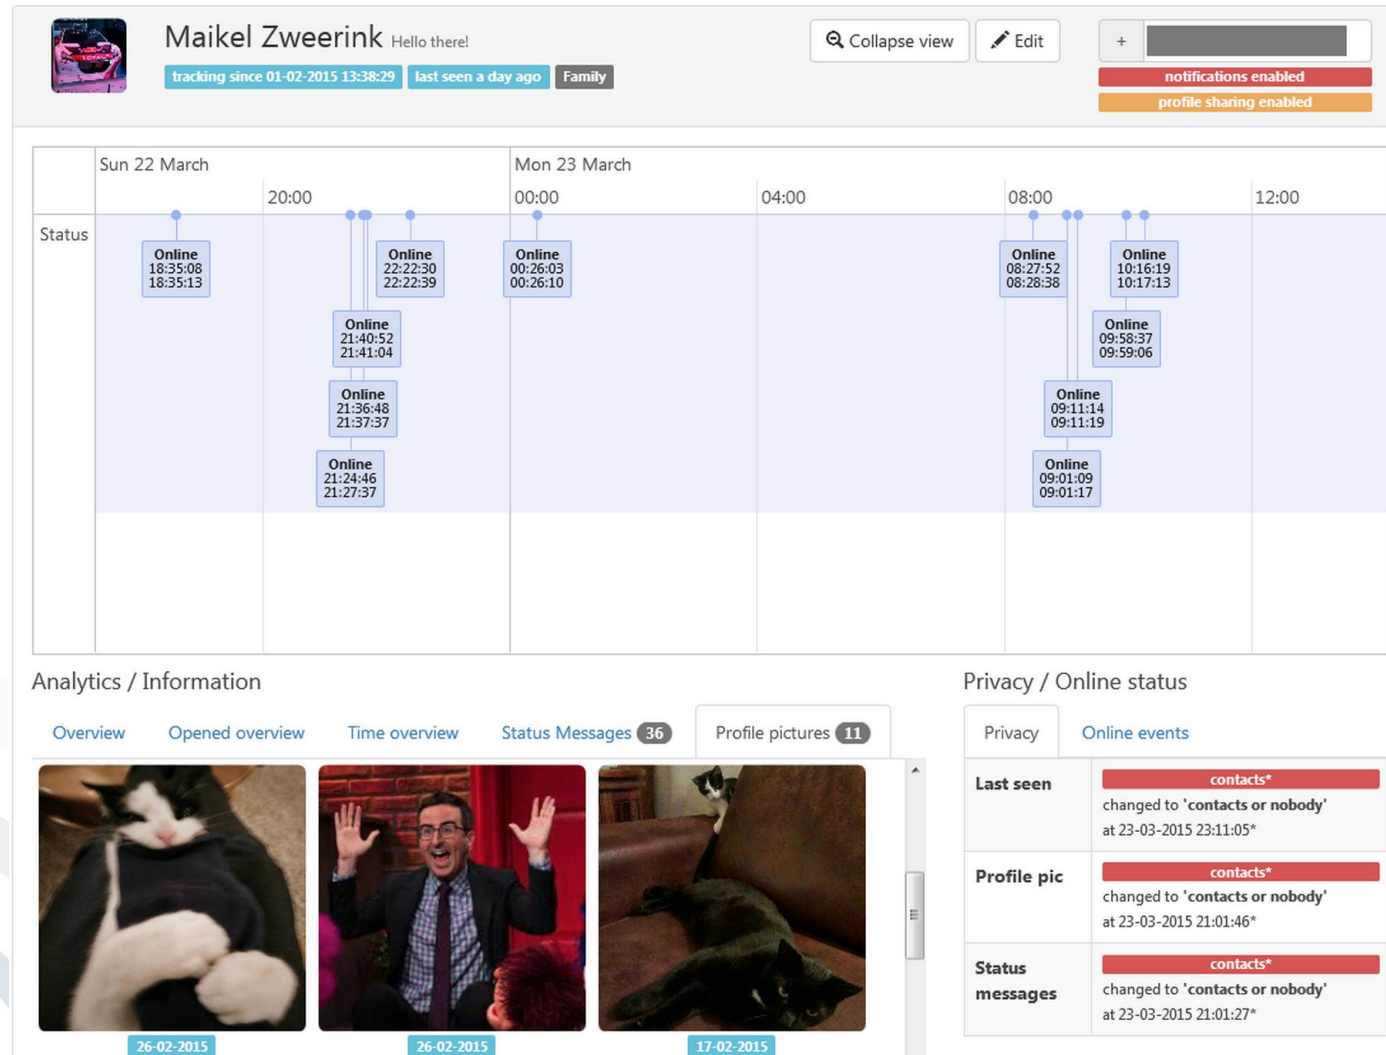 Maikel Zweerink Hello there!
Collapse view
Edit
+
tracking since 01-02-2015 13:38:29
last seen a day ago
Family
notifications enabled
profile sharing enabled
Sun 22 March
Mon 23 March
20:00
00:00
04:00
08:00
12:00
Status
Online
18:35:08
18:35:13
Online
22:22:30
22:22:39
Online
00:26:03
00:26:10
Online
08:27:52
08:28:38
Online
10:16:19
10:17:13
Online
21:40:52
21:41:04
Online
09:58:37
09:59:06
Online
21:36:48
21:37:37
Online
09:11:14
09:11:19
Online
21:24:46
21:27:37
Online
09:01:09
09:01:17
Analytics / Information
Overview
Opened overview
Time overview
Status Messages 36
Profile pictures 11
26-02-2015
26-02-2015
17-02-2015
Privacy / Online status
Privacy
Online events
Last seen
contacts*
changed to 'contacts or nobody'
at 23-03-2015 23:11:05*
Profile pic
contacts*
changed to 'contacts or nobody'
at 23-03-2015 21:01:46*
Status
messages
contacts*
changed to 'contacts or nobody'
at 23-03-2015 21:01:27*